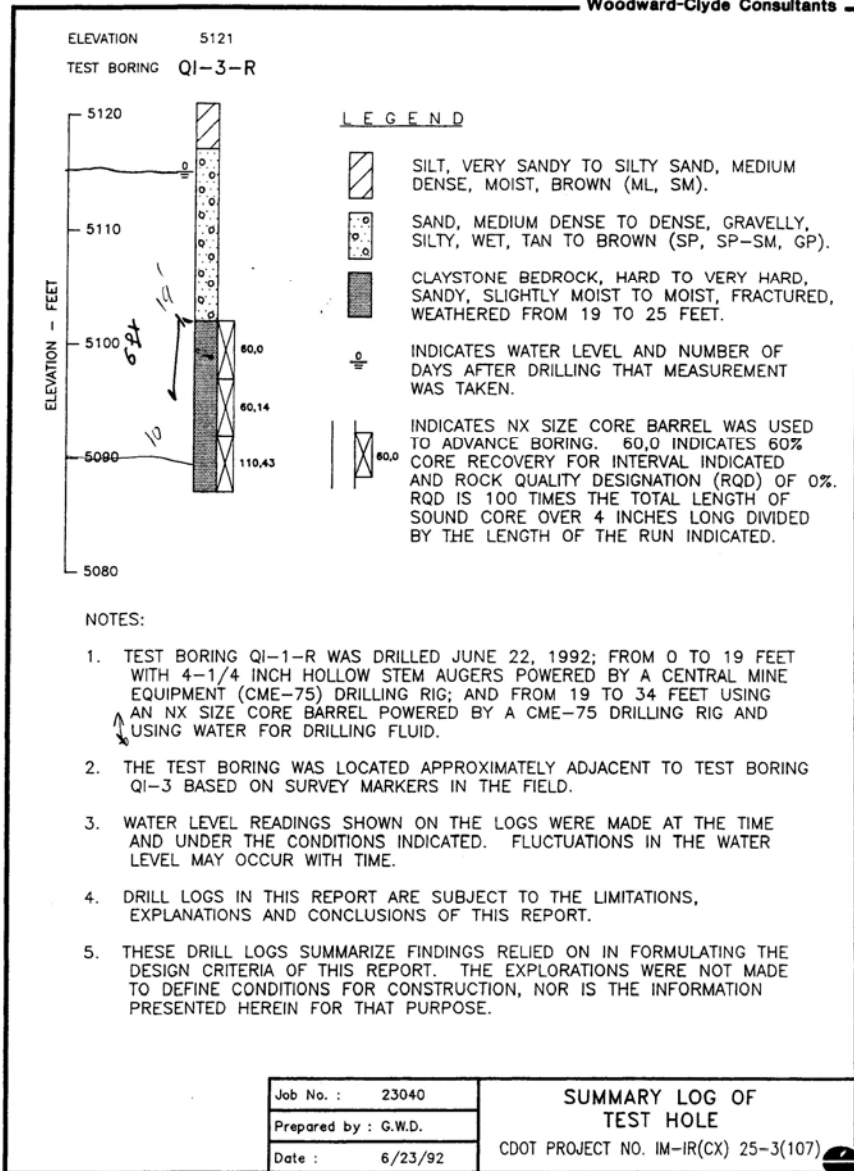 Woodward-Clyde Consultants
ELEVATION 5121
TEST BORING QI-3-R
5120
5110
5100
5090
5080
ELEVATION - FEET
0
19'
6ft
10
60,0
60,14
110,43
LEGEND
SILT, VERY SANDY TO SILTY SAND, MEDIUM
DENSE, MOIST, BROWN (ML, SM).
SAND, MEDIUM DENSE TO DENSE, GRAVELLY,
SILTY, WET, TAN TO BROWN (SP, SP-SM, GP).
CLAYSTONE BEDROCK, HARD TO VERY HARD,
SANDY, SLIGHTLY MOIST TO MOIST, FRACTURED,
WEATHERED FROM 19 TO 25 FEET.
0
INDICATES WATER LEVEL AND NUMBER OF
DAYS AFTER DRILLING THAT MEASUREMENT
WAS TAKEN.
60,0
INDICATES NX SIZE CORE BARREL WAS USED
TO ADVANCE BORING. 60,0 INDICATES 60%
CORE RECOVERY FOR INTERVAL INDICATED
AND ROCK QUALITY DESIGNATION (RQD) OF 0%.
RQD IS 100 TIMES THE TOTAL LENGTH OF
SOUND CORE OVER 4 INCHES LONG DIVIDED
BY THE LENGTH OF THE RUN INDICATED.
NOTES:
1. TEST BORING QI-1-R WAS DRILLED JUNE 22, 1992; FROM 0 TO 19 FEET
WITH 4-1/4 INCH HOLLOW STEM AUGERS POWERED BY A CENTRAL MINE
EQUIPMENT (CME-75) DRILLING RIG; AND FROM 19 TO 34 FEET USING
AN NX SIZE CORE BARREL POWERED BY A CME-75 DRILLING RIG AND
USING WATER FOR DRILLING FLUID.
2. THE TEST BORING WAS LOCATED APPROXIMATELY ADJACENT TO TEST BORING
QI-3 BASED ON SURVEY MARKERS IN THE FIELD.
3. WATER LEVEL READINGS SHOWN ON THE LOGS WERE MADE AT THE TIME
AND UNDER THE CONDITIONS INDICATED. FLUCTUATIONS IN THE WATER
LEVEL MAY OCCUR WITH TIME.
4. DRILL LOGS IN THIS REPORT ARE SUBJECT TO THE LIMITATIONS,
EXPLANATIONS AND CONCLUSIONS OF THIS REPORT.
5. THESE DRILL LOGS SUMMARIZE FINDINGS RELIED ON IN FORMULATING THE
DESIGN CRITERIA OF THIS REPORT. THE EXPLORATIONS WERE NOT MADE
TO DEFINE CONDITIONS FOR CONSTRUCTION, NOR IS THE INFORMATION
PRESENTED HEREIN FOR THAT PURPOSE.
Job No. : 23040
Prepared by : G.W.D.
Date : 6/23/92
SUMMARY LOG OF
TEST HOLE
CDOT PROJECT NO. IM-IR(CX) 25-3(107)